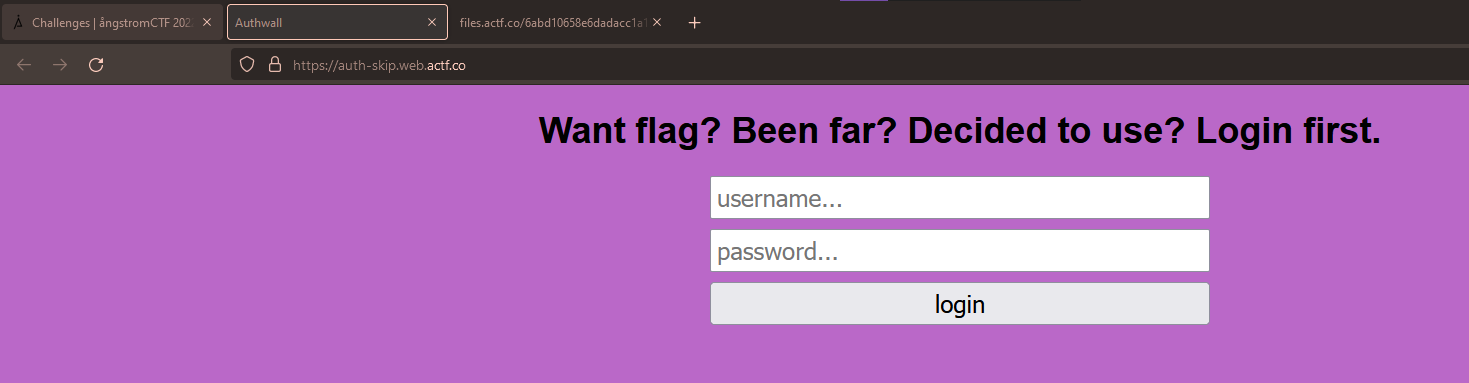 Challenges | ångstromCTF 202
Authwall
files.actf.co/6abd10658e6dadacc1a1
https://auth-skip.web.actf.co
Want flag? Been far? Decided to use? Login first.
username...
password...
login